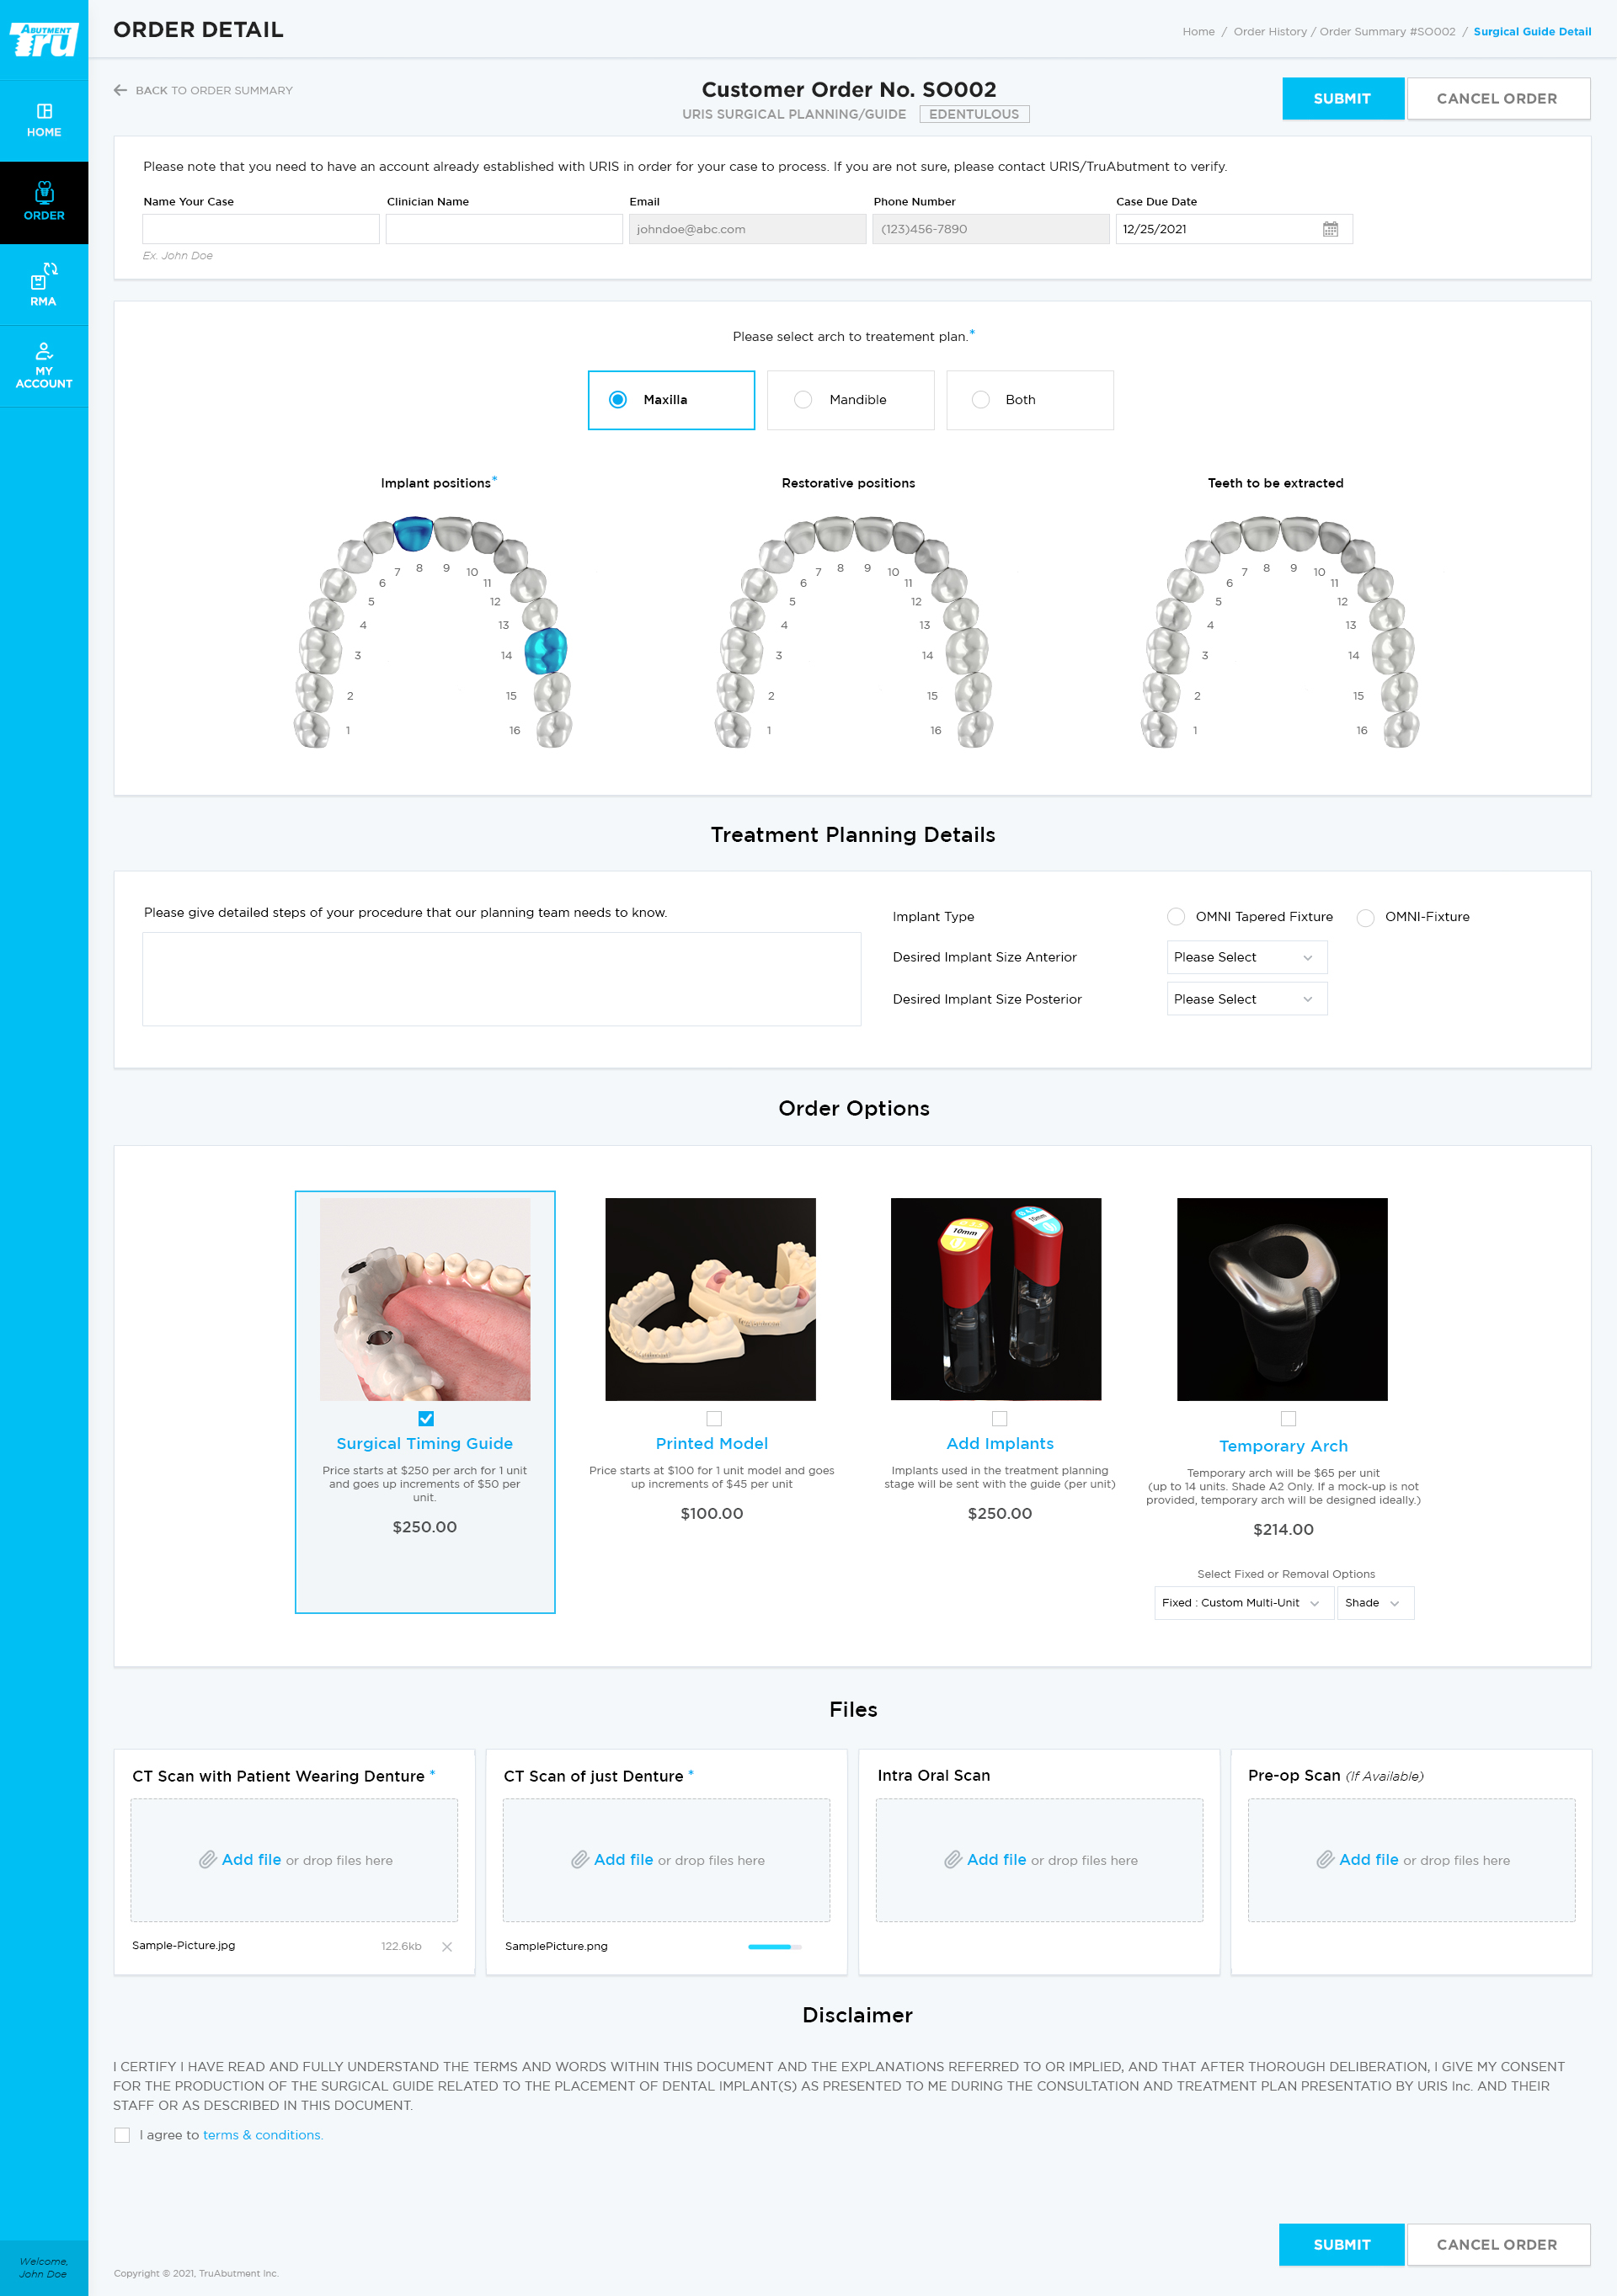 ABUTMENT
Tru
HOME
ORDER
RMA
MY
ACCOUNT
Welcome,
John Doe
ORDER DETAIL
Home / Order History / Order Summary #SO002 / Surgical Guide Detail
BACK TO ORDER SUMMARY
Customer Order No. SO002
URIS SURGICAL PLANNING/GUIDE EDENTULOUS
SUBMIT
CANCEL ORDER
Please note that you need to have an account already established with URIS in order for your case to process. If you are not sure, please contact URIS/TruAbutment to verify.
Name Your Case
Clinician Name
Email
Phone Number
Case Due Date
johndoe@abc.com
(123)456-7890
12/25/2021
Ex. John Doe
Please select arch to treatement plan.*
Maxilla
Mandible
Both
Implant positions*
1
2
3
4
5
6
7
8
9
10
11
12
13
14
15
16
Restorative positions
1
2
3
4
5
6
7
8
9
10
11
12
13
14
15
16
Teeth to be extracted
1
2
3
4
5
6
7
8
9
10
11
12
13
14
15
16
Treatment Planning Details
Please give detailed steps of your procedure that our planning team needs to know.
Implant Type
OMNI Tapered Fixture
OMNI-Fixture
Desired Implant Size Anterior
Please Select
Desired Implant Size Posterior
Please Select
Order Options
Surgical Timing Guide
Price starts at $250 per arch for 1 unit
and goes up increments of $50 per
unit.
$250.00
Printed Model
Price starts at $100 for 1 unit model and goes
up increments of $45 per unit
$100.00
10mm
10mm
Add Implants
Implants used in the treatment planning
stage will be sent with the guide (per unit)
$250.00
Temporary Arch
Temporary arch will be $65 per unit
(up to 14 units. Shade A2 Only. If a mock-up is not
provided, temporary arch will be designed ideally.)
$214.00
Select Fixed or Removal Options
Fixed : Custom Multi-Unit
Shade
Files
CT Scan with Patient Wearing Denture *
Add file or drop files here
Sample-Picture.jpg 122.6kb
CT Scan of just Denture *
Add file or drop files here
SamplePicture.png
Intra Oral Scan
Add file or drop files here
Pre-op Scan (If Available)
Add file or drop files here
Disclaimer
I CERTIFY I HAVE READ AND FULLY UNDERSTAND THE TERMS AND WORDS WITHIN THIS DOCUMENT AND THE EXPLANATIONS REFERRED TO OR IMPLIED, AND THAT AFTER THOROUGH DELIBERATION, I GIVE MY CONSENT
FOR THE PRODUCTION OF THE SURGICAL GUIDE RELATED TO THE PLACEMENT OF DENTAL IMPLANT(S) AS PRESENTED TO ME DURING THE CONSULTATION AND TREATMENT PLAN PRESENTATIO BY URIS Inc. AND THEIR
STAFF OR AS DESCRIBED IN THIS DOCUMENT.
I agree to terms & conditions.
SUBMIT
CANCEL ORDER
Copyright © 2021, TruAbutment Inc.